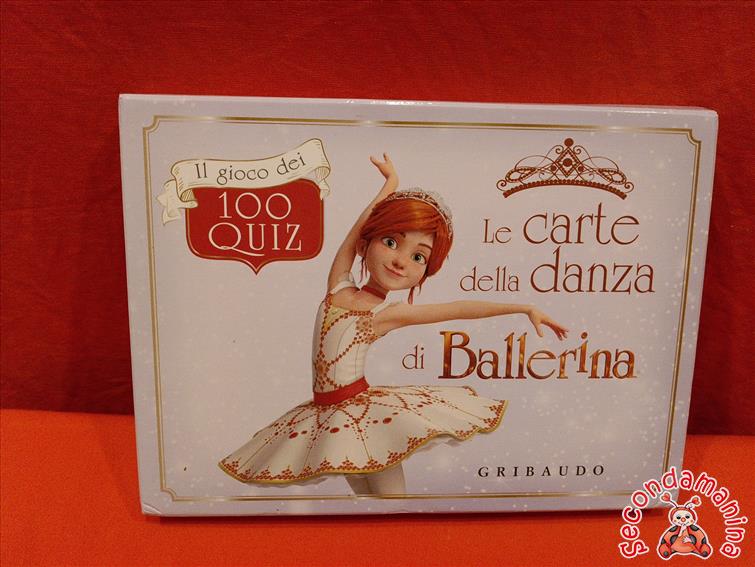 Il gioco dei
100
QUIZ
Le carte
della danza
di Ballerina
GRIBAUDO
secondamanina